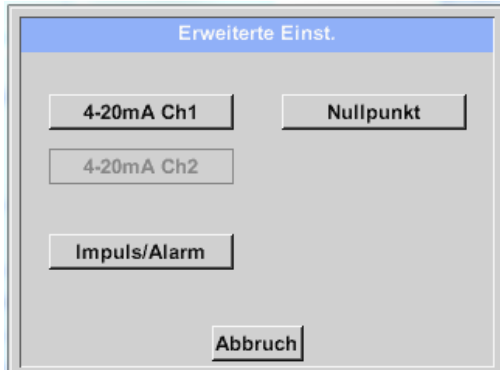 Erweiterte Einst.
4-20mA Ch1
Nullpunkt
4-20mA Ch2
Impuls/Alarm
Abbruch